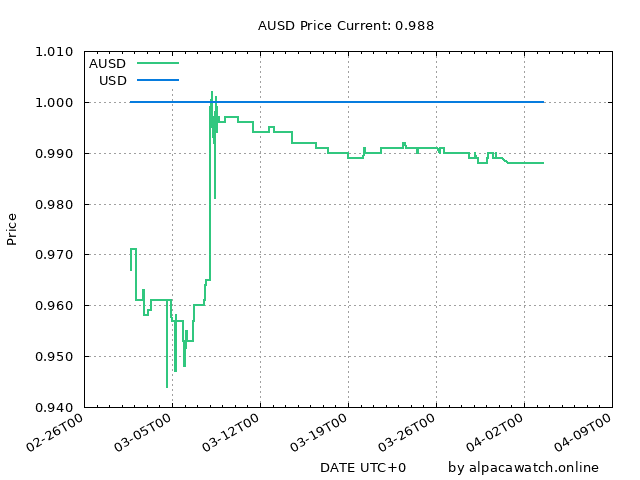 AUSD Price Current: 0.988
1.010
AUSD
USD
1.000
0.990
0.980
0.970
0.960
0.950
0.940
Price
02-26T00
03-05T00
03-12T00
03-19T00
03-26T00
04-02T00
04-09T00
DATE UTC+0
by alpacawatch.online